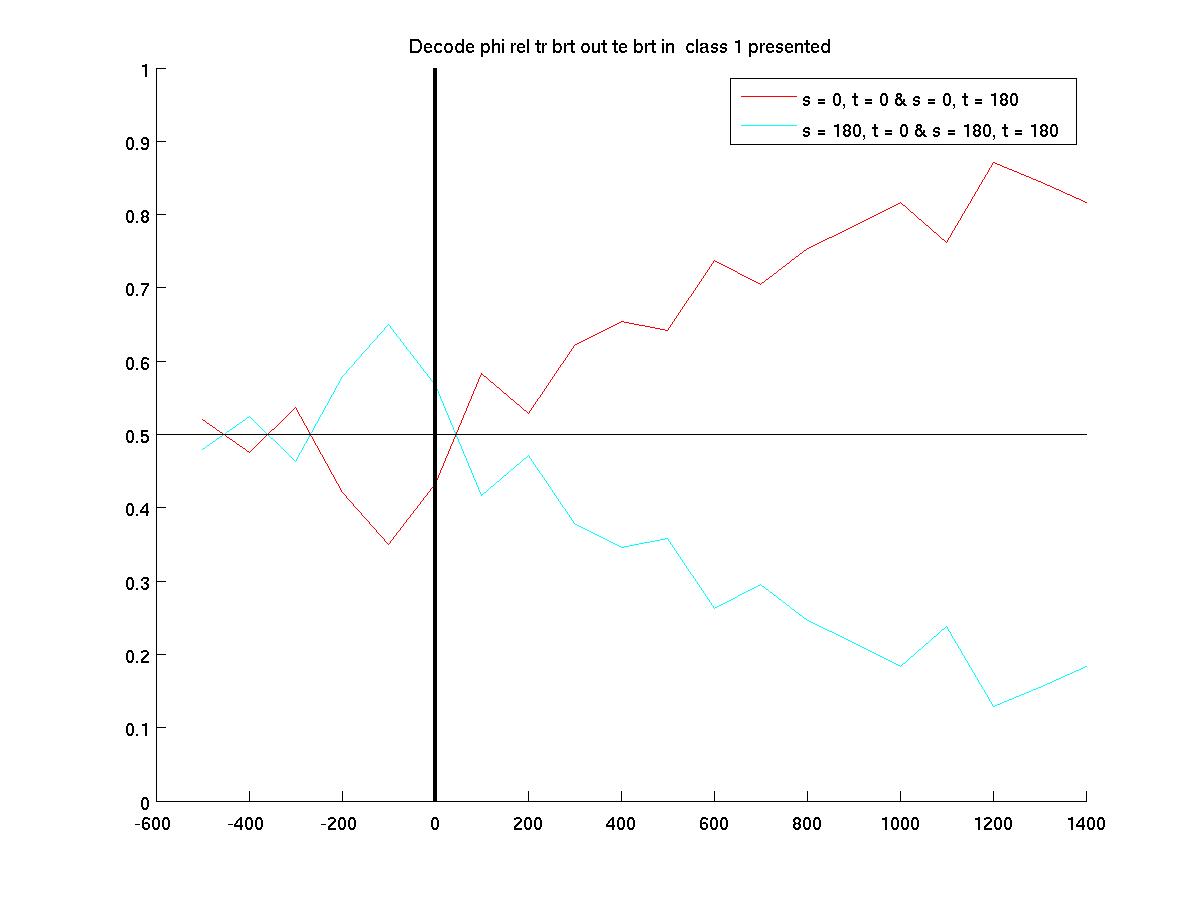 Decode phi rel tr brt out te brt in  class 1 presented
s = 0, t = 0 & s = 0, t = 180
s = 180, t = 0 & s = 180, t = 180
1
0.9
0.8
0.7
0.6
0.5
0.4
0.3
0.2
0.1
0
-600 -400 -200 0 200 400 600 800 1000 1200 1400